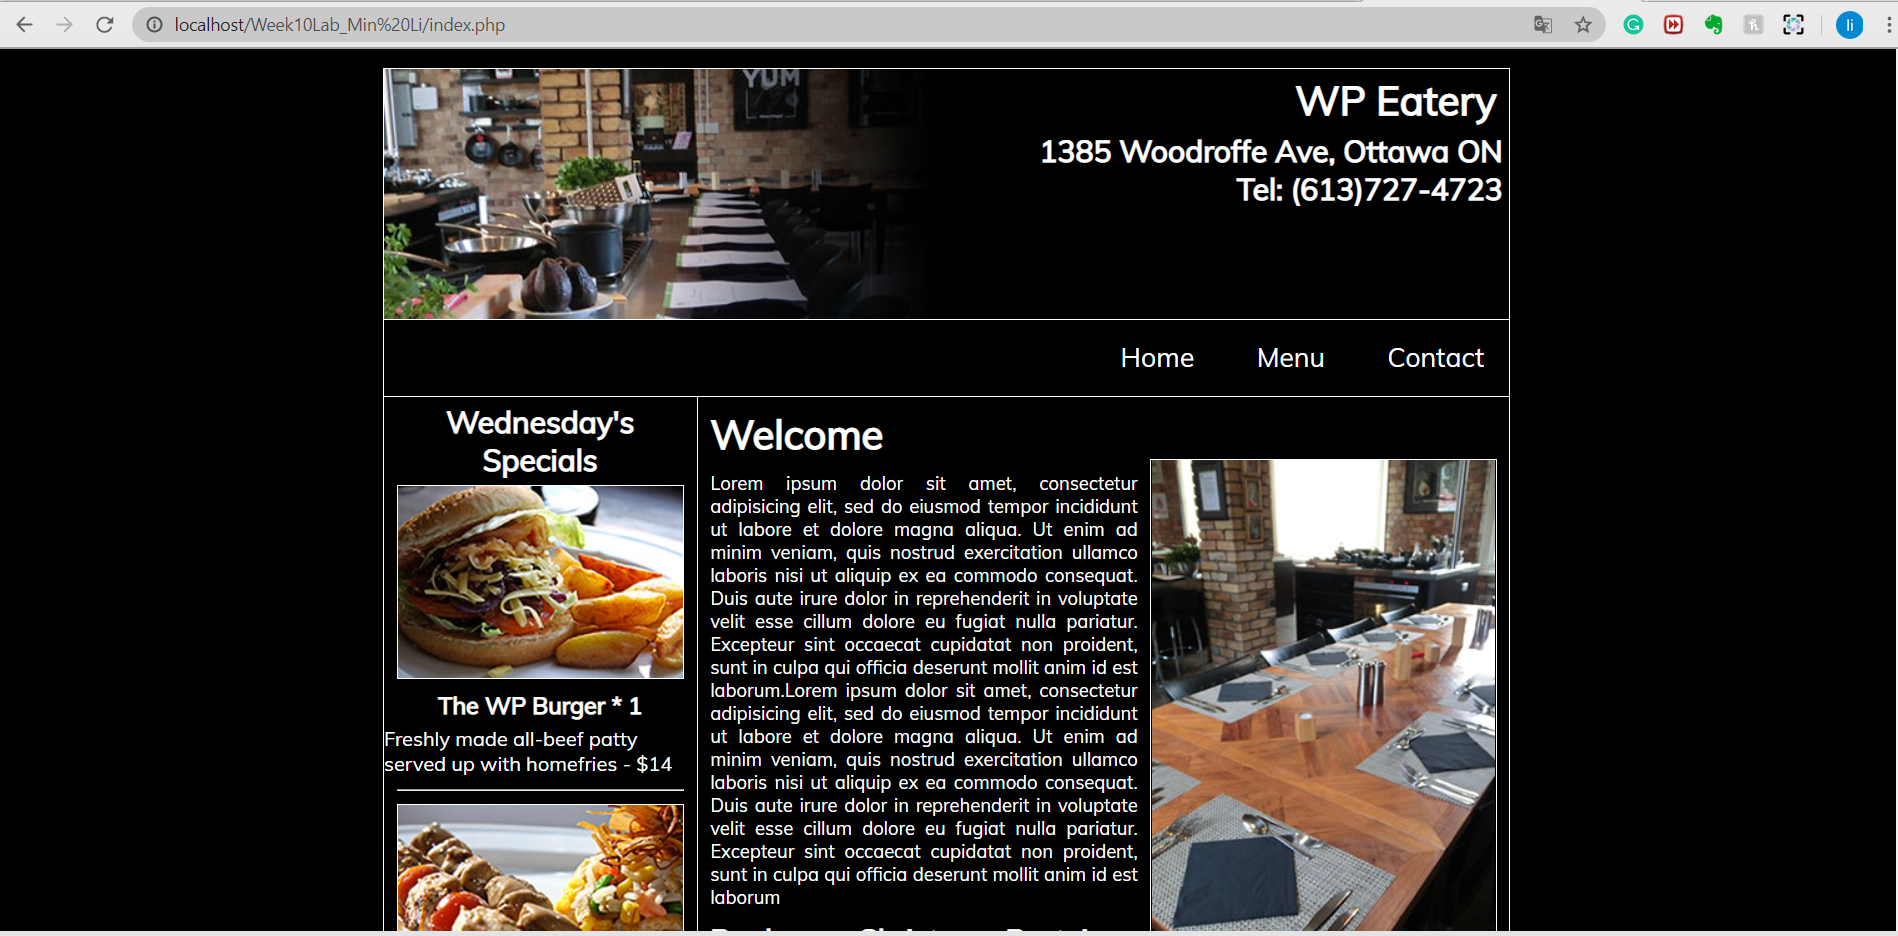 localhost/Week10Lab_Min%20Li/index.php
li
YUM
WP Eatery
1385 Woodroffe Ave, Ottawa ON
Tel: (613)727-4723
Home Menu Contact
Wednesday's
Specials
The WP Burger * 1
Freshly made all-beef patty
served up with homefries - $14
Welcome
Lorem ipsum dolor sit amet, consectetur
adipisicing elit, sed do eiusmod tempor incididunt
ut labore et dolore magna aliqua. Ut enim ad
minim veniam, quis nostrud exercitation ullamco
laboris nisi ut aliquip ex ea commodo consequat.
Duis aute irure dolor in reprehenderit in voluptate
velit esse cillum dolore eu fugiat nulla pariatur.
Excepteur sint occaecat cupidatat non proident,
sunt in culpa qui officia deserunt mollit anim id est
laborum.Lorem ipsum dolor sit amet, consectetur
adipisicing elit, sed do eiusmod tempor incididunt
ut labore et dolore magna aliqua. Ut enim ad
minim veniam, quis nostrud exercitation ullamco
laboris nisi ut aliquip ex ea commodo consequat.
Duis aute irure dolor in reprehenderit in voluptate
velit esse cillum dolore eu fugiat nulla pariatur.
Excepteur sint occaecat cupidatat non proident,
sunt in culpa qui officia deserunt mollit anim id est
laborum